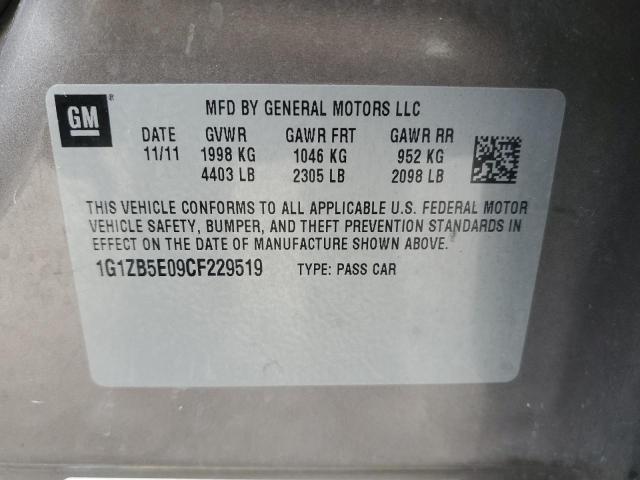 GM ®
MFD BY GENERAL MOTORS LLC
DATE GVWR GAWR FRT GAWR RR
11/11 1998 KG 1046 KG 952 KG
4403 LB 2305 LB 2098 LB
THIS VEHICLE CONFORMS TO ALL APPLICABLE U.S. FEDERAL MOTOR
VEHICLE SAFETY, BUMPER, AND THEFT PREVENTION STANDARDS IN
EFFECT ON THE DATE OF MANUFACTURE SHOWN ABOVE.
1G1ZB5E09CF229519 TYPE: PASS CAR